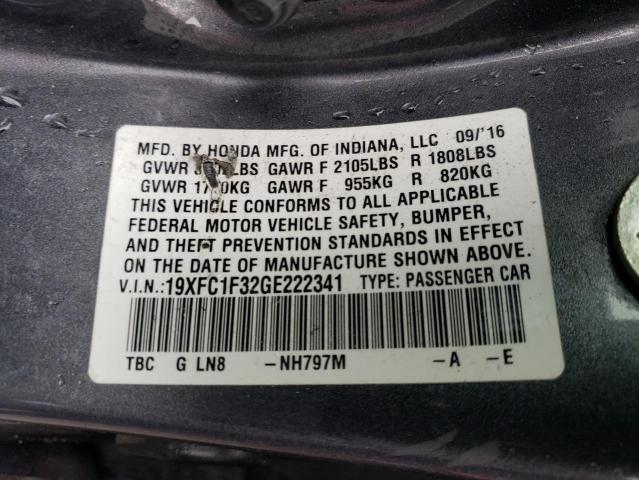 MFD. BY HONDA MFG. OF INDIANA, LLC 09/'16
GVWR LBS GAWR F 2105LBS R 1808LBS
GVWR KG GAWR F 955KG R 820KG
THIS VEHICLE CONFORMS TO ALL APPLICABLE
FEDERAL MOTOR VEHICLE SAFETY, BUMPER,
AND THEFT PREVENTION STANDARDS IN EFFECT
ON THE DATE OF MANUFACTURE SHOWN ABOVE.
V.I.N.:19XFC1F32GE222341 TYPE: PASSENGER CAR
TBC G LN8 -NH797M -A -E